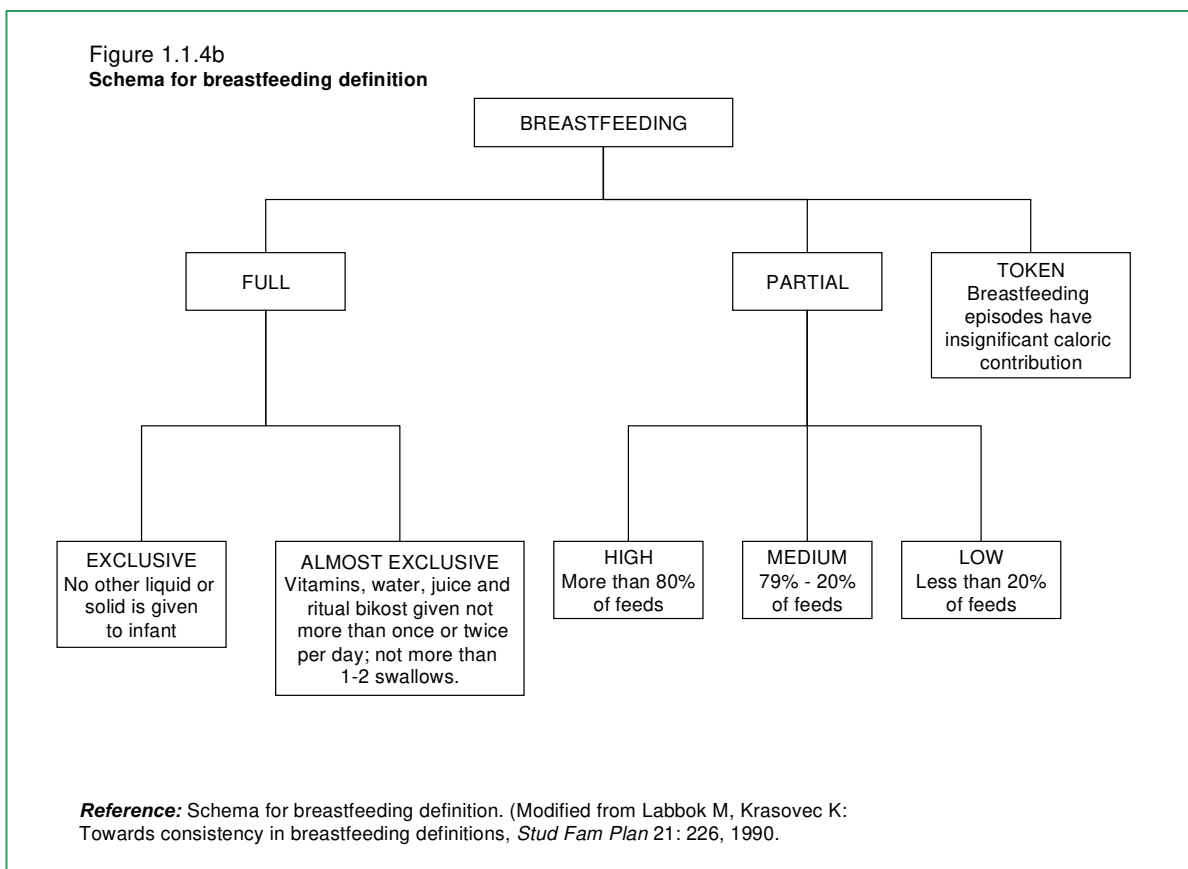 Figure 1.1.4b
Schema for breastfeeding definition
BREASTFEEDING
FULL
PARTIAL
TOKEN
Breastfeeding
episodes have
insignificant caloric
contribution
EXCLUSIVE
No other liquid or
solid is given
to infant
ALMOST EXCLUSIVE
Vitamins, water, juice and
ritual bikost given not
more than once or twice
per day; not more than
1-2 swallows.
HIGH
More than 80%
of feeds
MEDIUM
79% - 20%
of feeds
LOW
Less than 20%
of feeds
Reference: Schema for breastfeeding definition. (Modified from Labbok M, Krasovec K:
Towards consistency in breastfeeding definitions, Stud Fam Plan 21: 226, 1990.